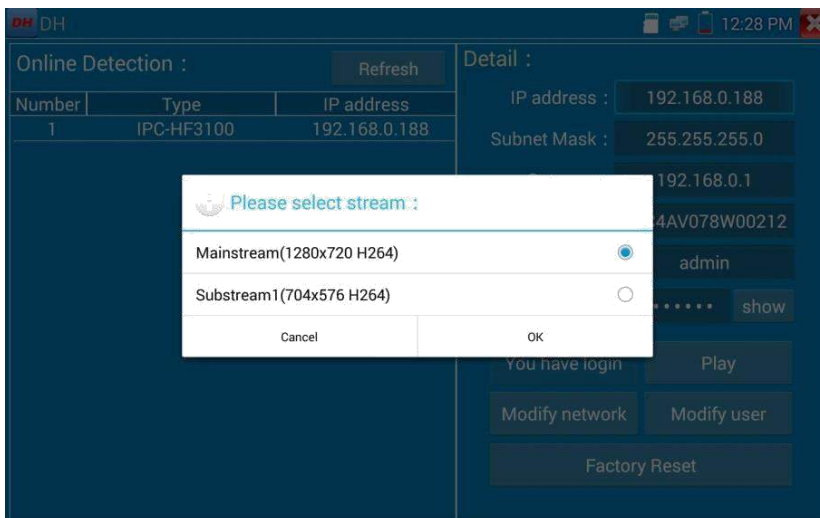 DH DH 12:28 PM
Online Detection : Refresh
Number Type IP address
1 IPC-HF3100 192.168.0.188
Detail :
IP address : 192.168.0.188
Subnet Mask : 255.255.255.0
192.168.0.1
4AV078W00212
admin
•••••• show
You have login Play
Modify network Modify user
Factory Reset
Please select stream :
Mainstream(1280x720 H264)
Substream1(704x576 H264)
Cancel OK